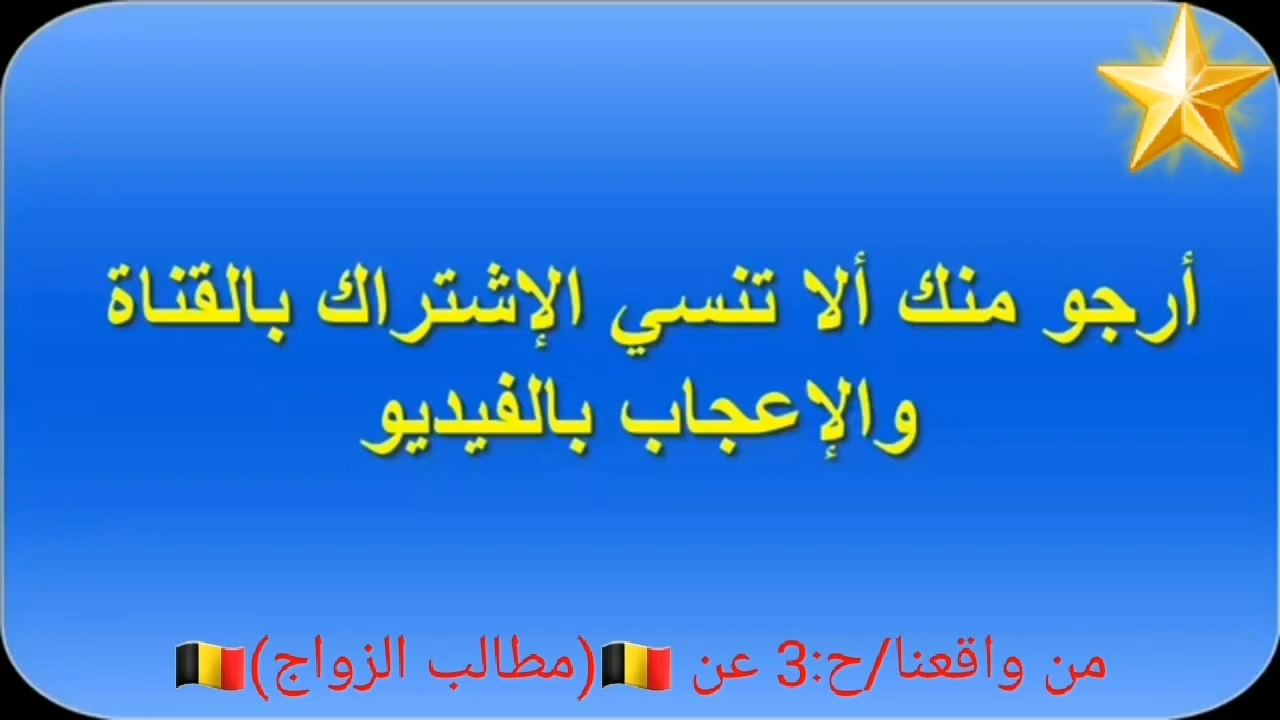 أرجو منك ألا تنسي الإشتراك بالقناة
والإعجاب بالفيديو
من واقعنا/ح:3 عن 🇧🇪(مطالب الزواج)🇧🇪